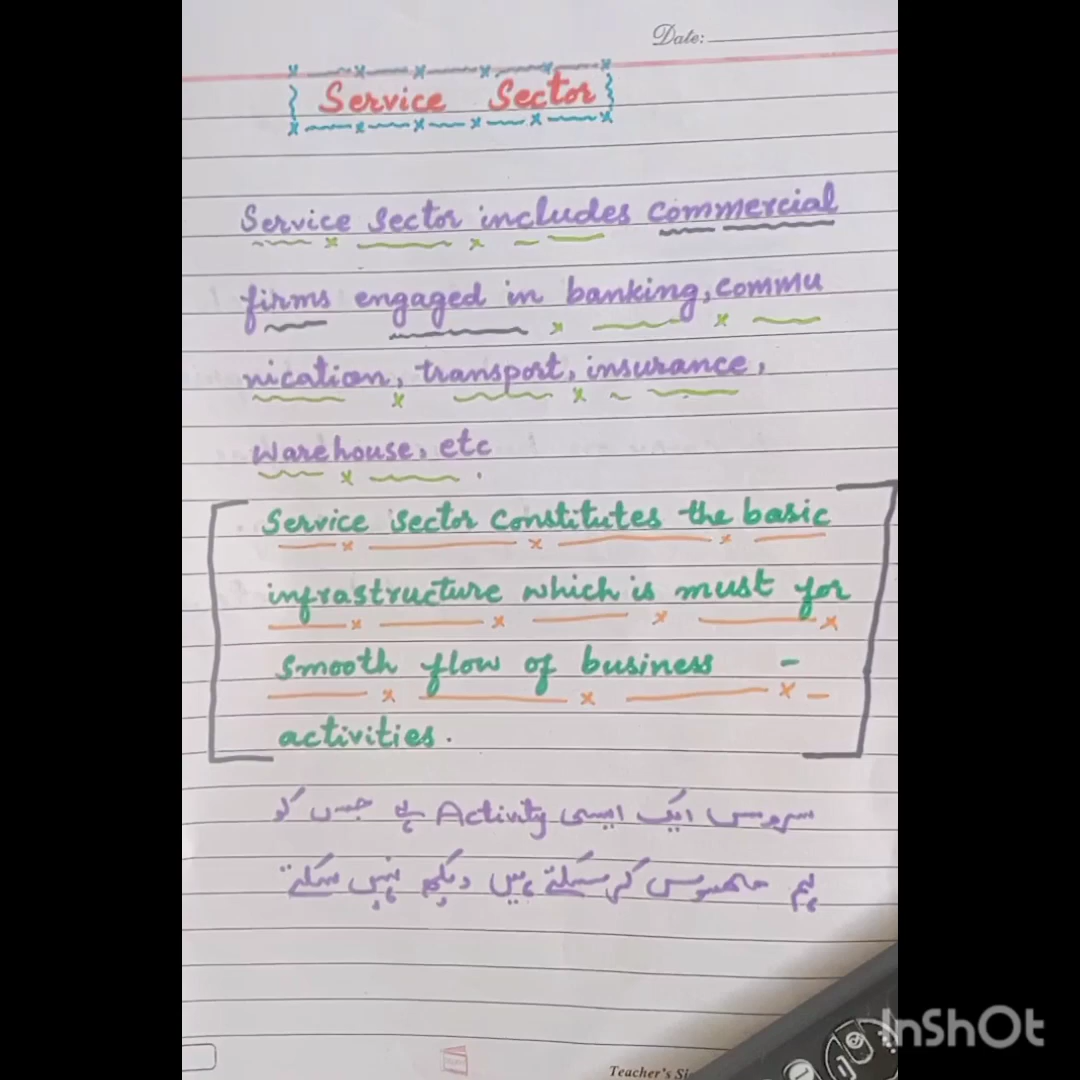 Date:
Service Sector
Service sector includes commercial
firms engaged in banking, commu
nication, transport, insurance,
warehouse, etc.
Service sector constitutes the basic
infrastructure which is must for
smooth flow of business -
activities.
سروس ایک ایسی Activity ہے جس کو
ہم محسوس کر سکتے ہیں دیکھ نہیں سکتے
InShOt
Teacher's Si